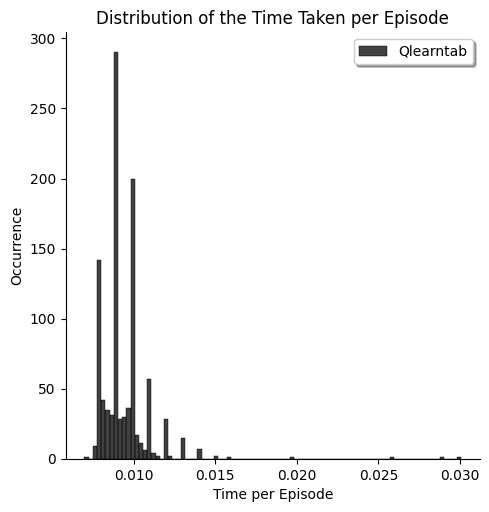 Distribution of the Time Taken per Episode
Qlearntab
300
250
200
150
100
50
0
Occurrence
0.010 0.015 0.020 0.025 0.030
Time per Episode